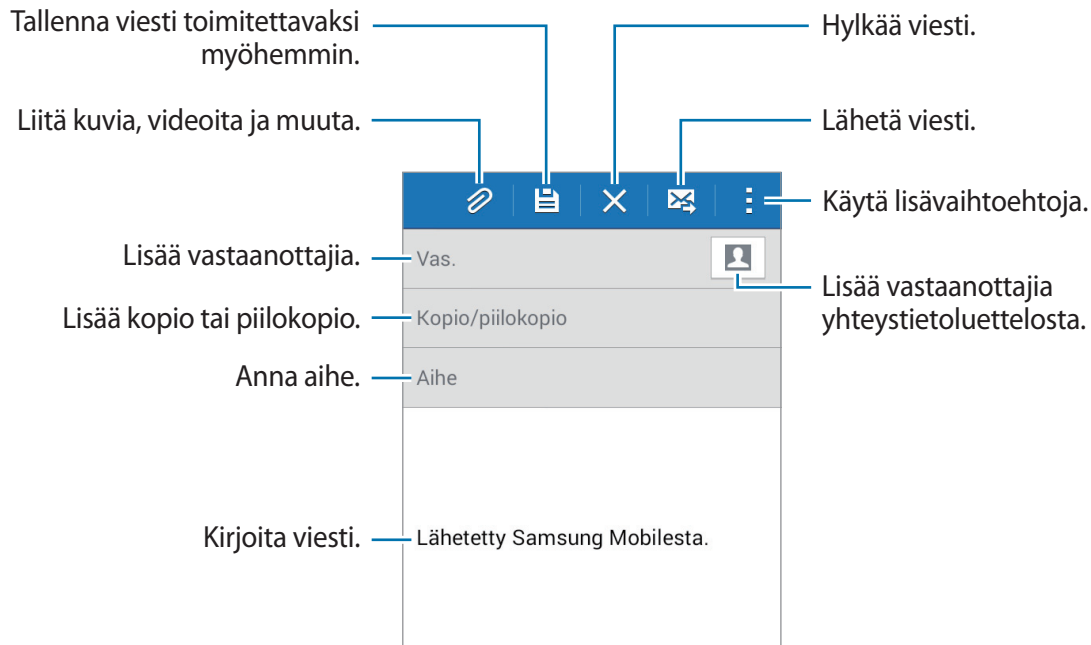 Tallenna viesti toimitettavaksi
myöhemmin.
Hylkää viesti.
Liitä kuvia, videoita ja muuta.
Lähetä viesti.
Käytä lisävaihtoehtoja.
Lisää vastaanottajia.
Vas.
Lisää vastaanottajia
yhteystietoluettelosta.
Lisää kopio tai piilokopio.
Kopio/piilokopio
Anna aihe.
Aihe
Kirjoita viesti.
Lähetetty Samsung Mobilesta.